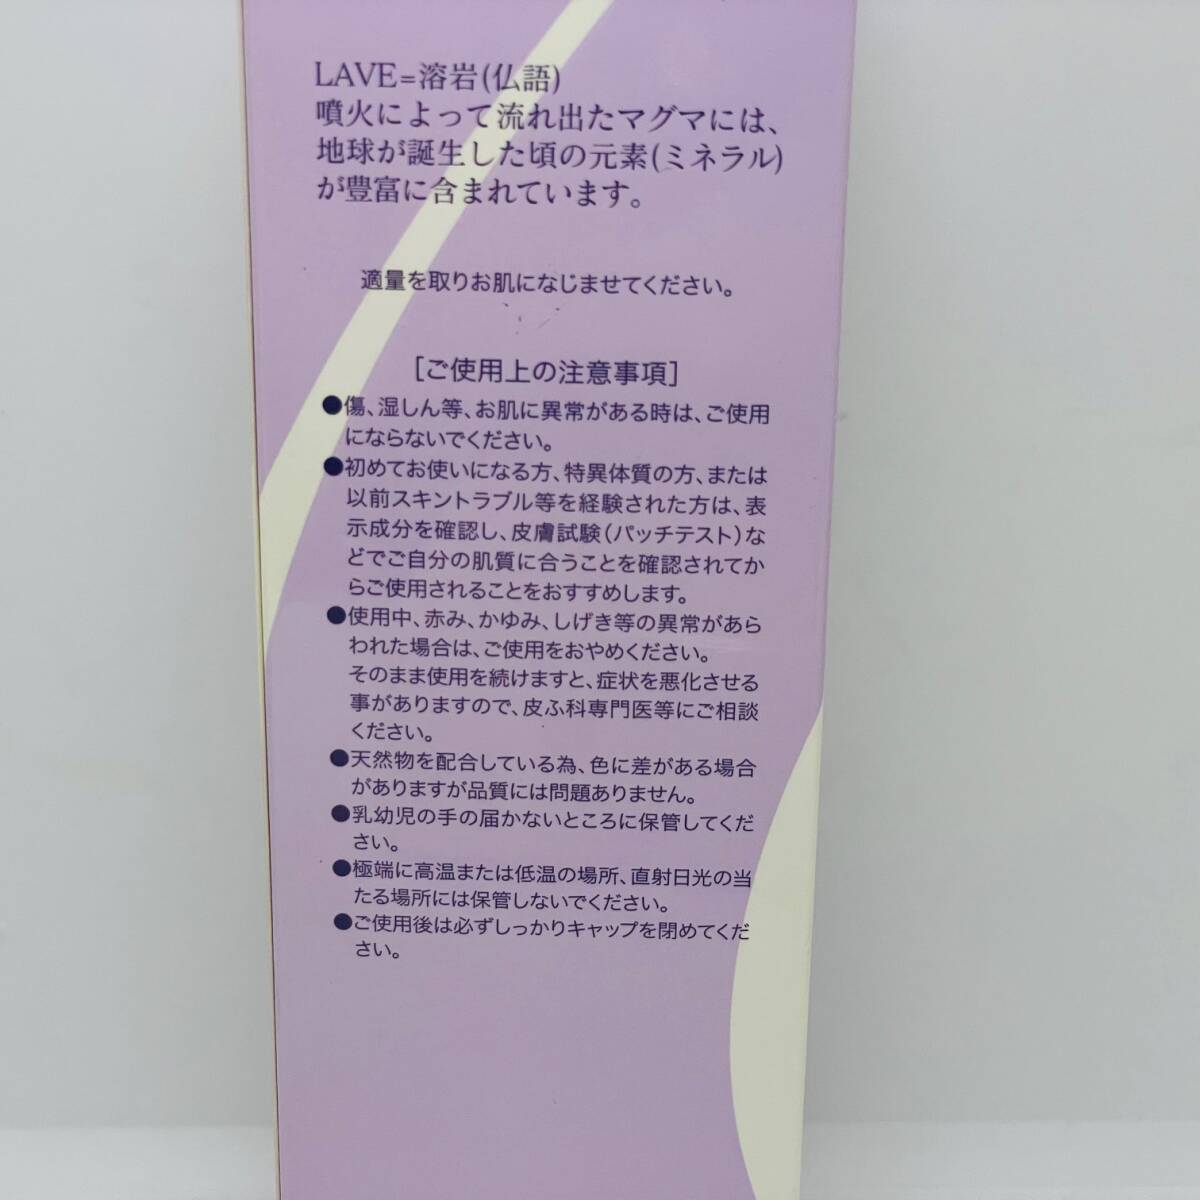 LAVE=溶岩(仏語)
噴火によって流れ出たマグマには、
地球が誕生した頃の元素(ミネラル)
が豊富に含まれています。
適量を取りお肌になじませてください。
［ご使用上の注意事項］
●傷、湿しん等、お肌に異常がある時は、ご使用
にならないでください。
●初めてお使いになる方、特異体質の方、または
以前スキントラブル等を経験された方は、表
示成分を確認し、皮膚試験(パッチテスト)な
どでご自分の肌質に合うことを確認されてか
らご使用されることをおすすめします。
●使用中、赤み、かゆみ、しげき等の異常があら
われた場合は、ご使用をおやめください。
そのまま使用を続けますと、症状を悪化させる
事がありますので、皮ふ科専門医等にご相談
ください。
●天然物を配合している為、色に差がある場合
がありますが品質には問題ありません。
●乳幼児の手の届かないところに保管してくだ
さい。
●極端に高温または低温の場所、直射日光の当
たる場所には保管しないでください。
●ご使用後は必ずしっかりキャップを閉めてくだ
さい。